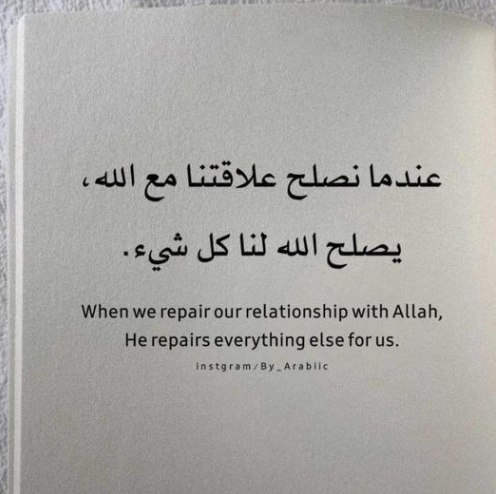 عندما نصلح علاقتنا مع الله،
يصلح الله لنا كل شيء.
When we repair our relationship with Allah,
He repairs everything else for us.
instgram/By_Arabiic